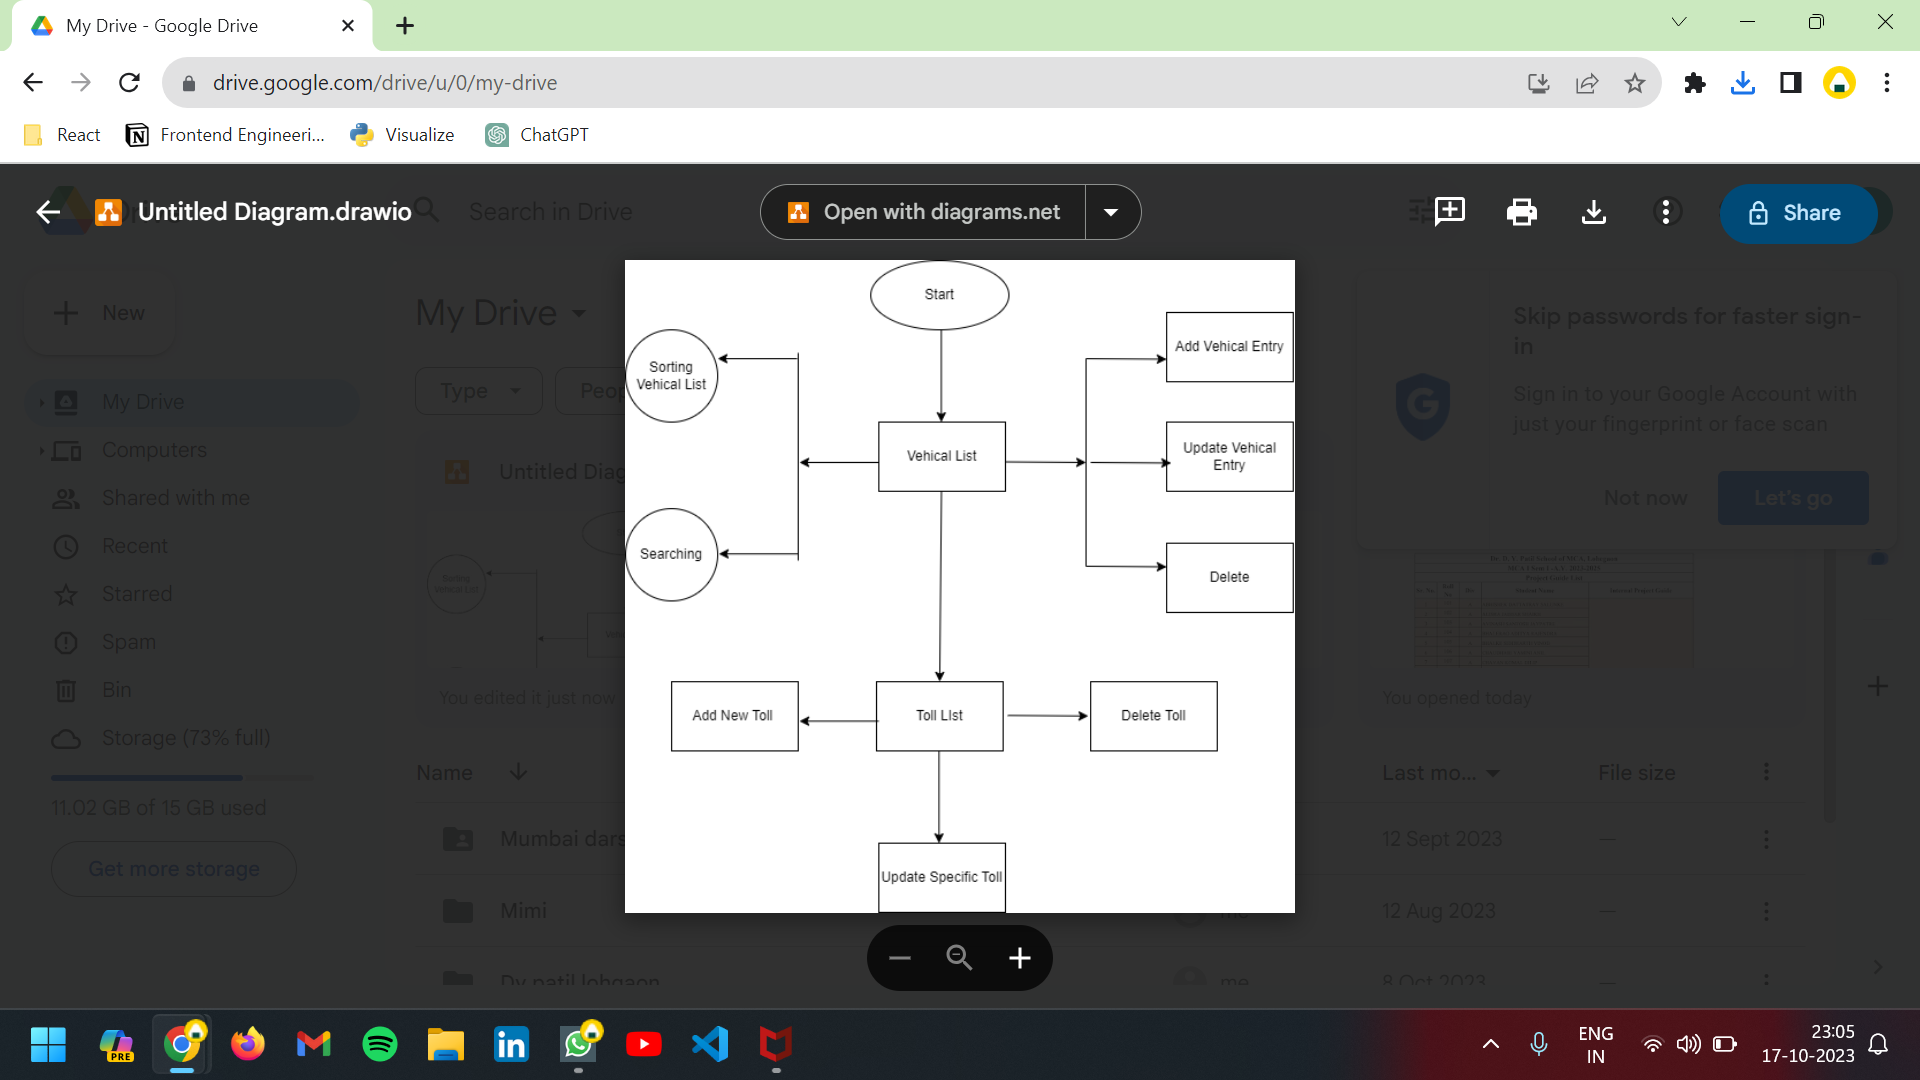 My Drive - Google Drive
drive.google.com/drive/u/0/my-drive
React
Frontend Engineeri...
Visualize
ChatGPT
Untitled Diagram.drawio
Search in Drive
Open with diagrams.net
Share
New
My Drive
Computers
Shared with me
Recent
Starred
Spam
Bin
Storage (73% full)
11.02 GB of 15 GB used
Get more storage
My Drive
Type
Peop
Untitled Diag
You edited it just now
Start
Sorting
Vehical List
Searching
Vehical List
Add Vehical Entry
Update Vehical
Entry
Delete
Add New Toll
Toll LIst
Delete Toll
Update Specific Toll
Skip passwords for faster sign-
in
Sign in to your Google Account with
just your fingerprint or face scan
Not now
Let's go
You opened today
Name
Last mo...
File size
Mumbai dars
12 Sept 2023
—
Mimi
me
12 Aug 2023
—
Dy patil lohgaon
me
8 Oct 2023
—
PRE
ENG
IN
23:05
17-10-2023